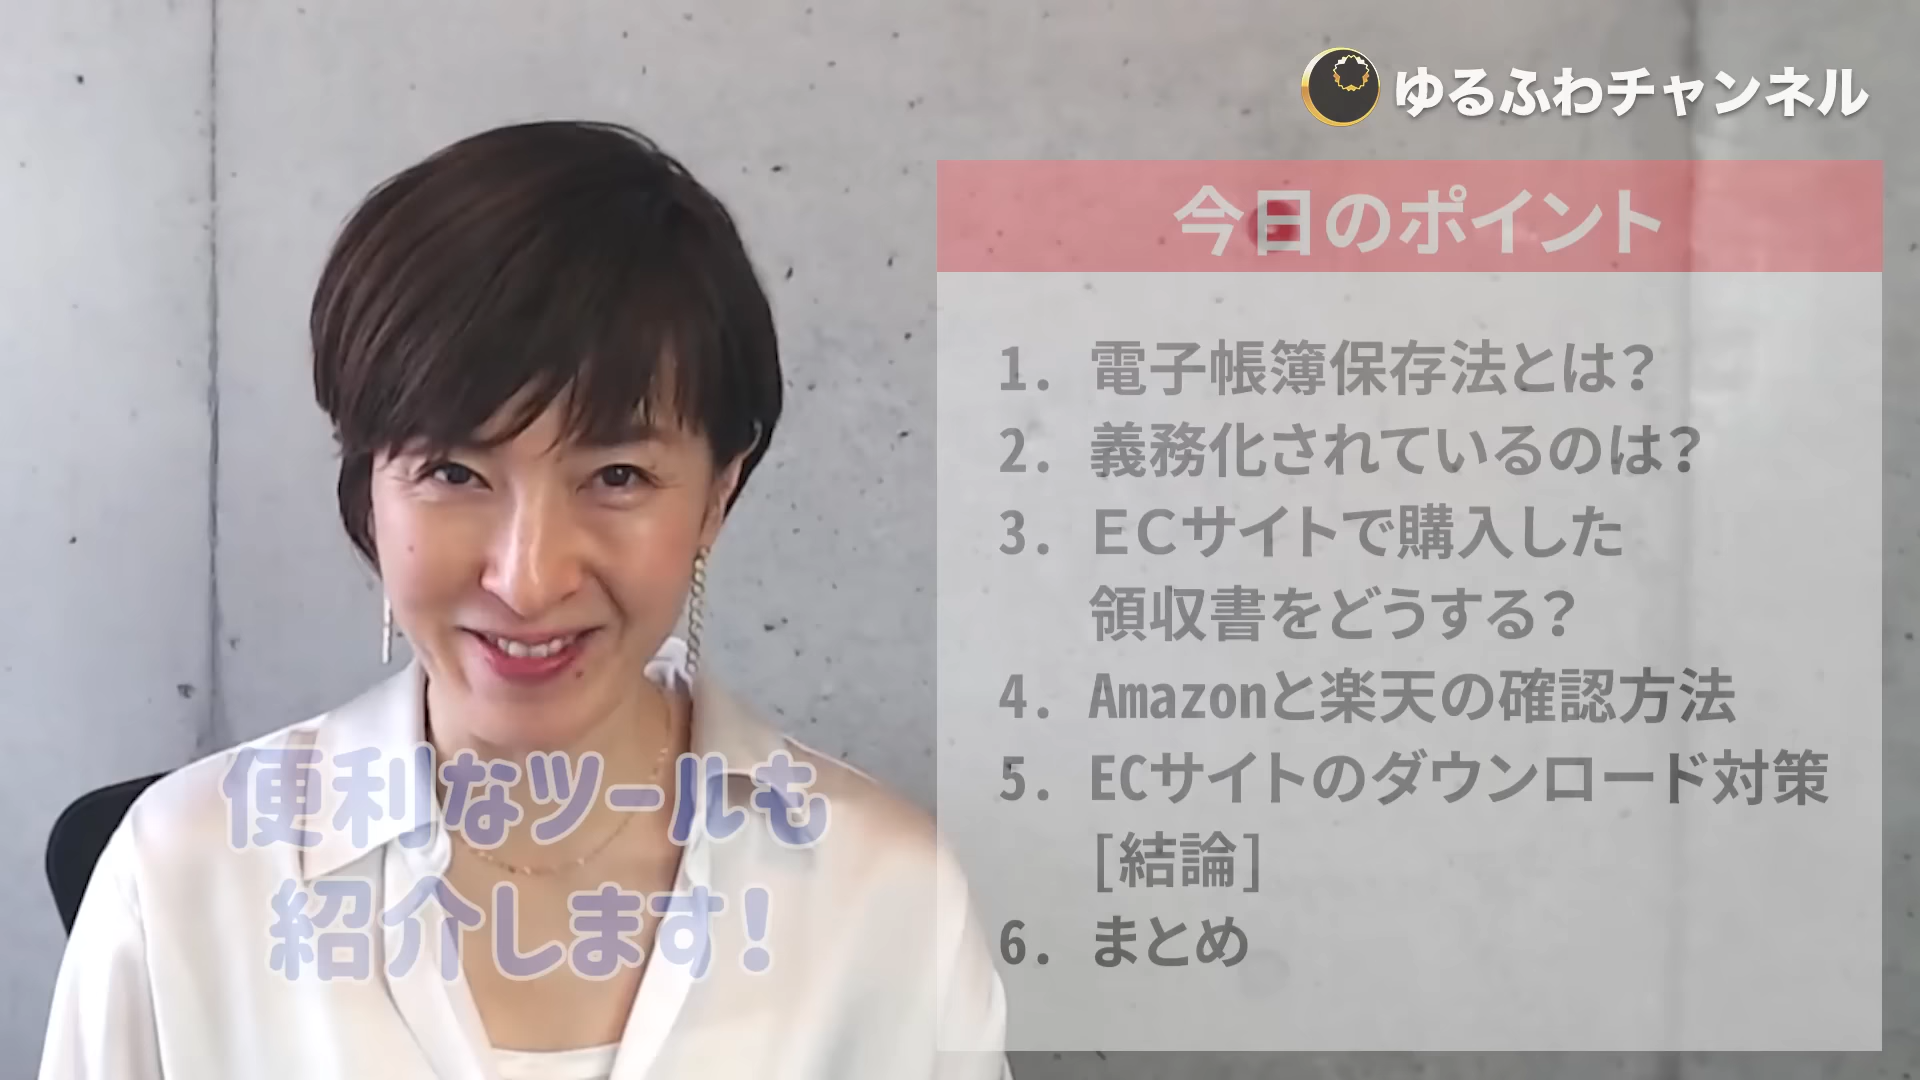 ゆるふわチャンネル
今日のポイント
1. 電子帳簿保存法とは？
2. 義務化されているのは？
3. ＥＣサイトで購入した
領収書をどうする？
4. Amazonと楽天の確認方法
5. ECサイトのダウンロード対策
[結論]
6. まとめ
便利なツールも
紹介します！